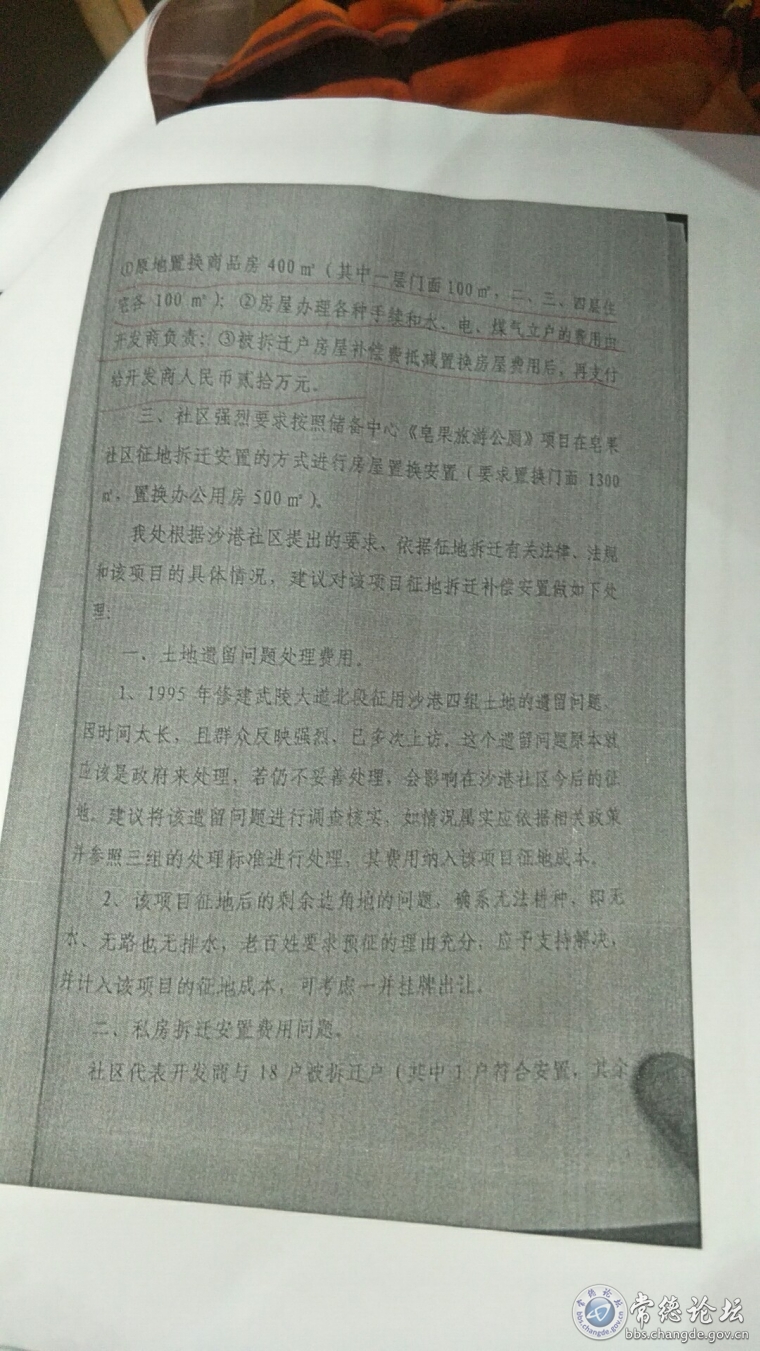 ①原地置换商品房 400 ㎡（其中一层门面 100 ㎡，二、三、四层住
宅各 100 ㎡）；②房屋办理各种手续和水、电、煤气立户的费用由
开发商负责；③被拆迁户房屋补偿费抵减置换房屋费用后，再支付
给开发商人民币贰拾万元。
三、社区强烈要求按照储备中心《皂果旅游公厕》项目在皂果
社区征地拆迁安置的方式进行房屋置换安置（要求置换门面 1300
㎡，置换办公用房 500 ㎡）。
我处根据沙港社区提出的要求，依据征地拆迁有关法律、法规
和该项目的具体情况，建议对该项目征地拆迁补偿安置做如下处
理：
一、土地遗留问题处理费用。
1、1995 年修建武陵大道北段征用沙港四组土地的遗留问题，
因时间太长，且群众反映强烈，已多次上访，这个遗留问题原本就
应该是政府来处理，若仍不妥善处理，会影响在沙港社区今后的征
地。建议将该遗留问题进行调查核实，如情况属实应依据相关政策
并参照三组的处理标准进行处理，其费用纳入该项目征地成本。
2、该项目征地后的剩余边角地的问题，确系无法耕种，即无
水、无路也无排水，老百姓要求预征的理由充分，应予支持解决，
并计入该项目的征地成本，可考虑一并挂牌出让。
二、私房拆迁安置费用问题。
社区代表开发商与 18 户被拆迁户（其中 1 户符合安置，其余
常德论坛
bbs.changde.gov.cn